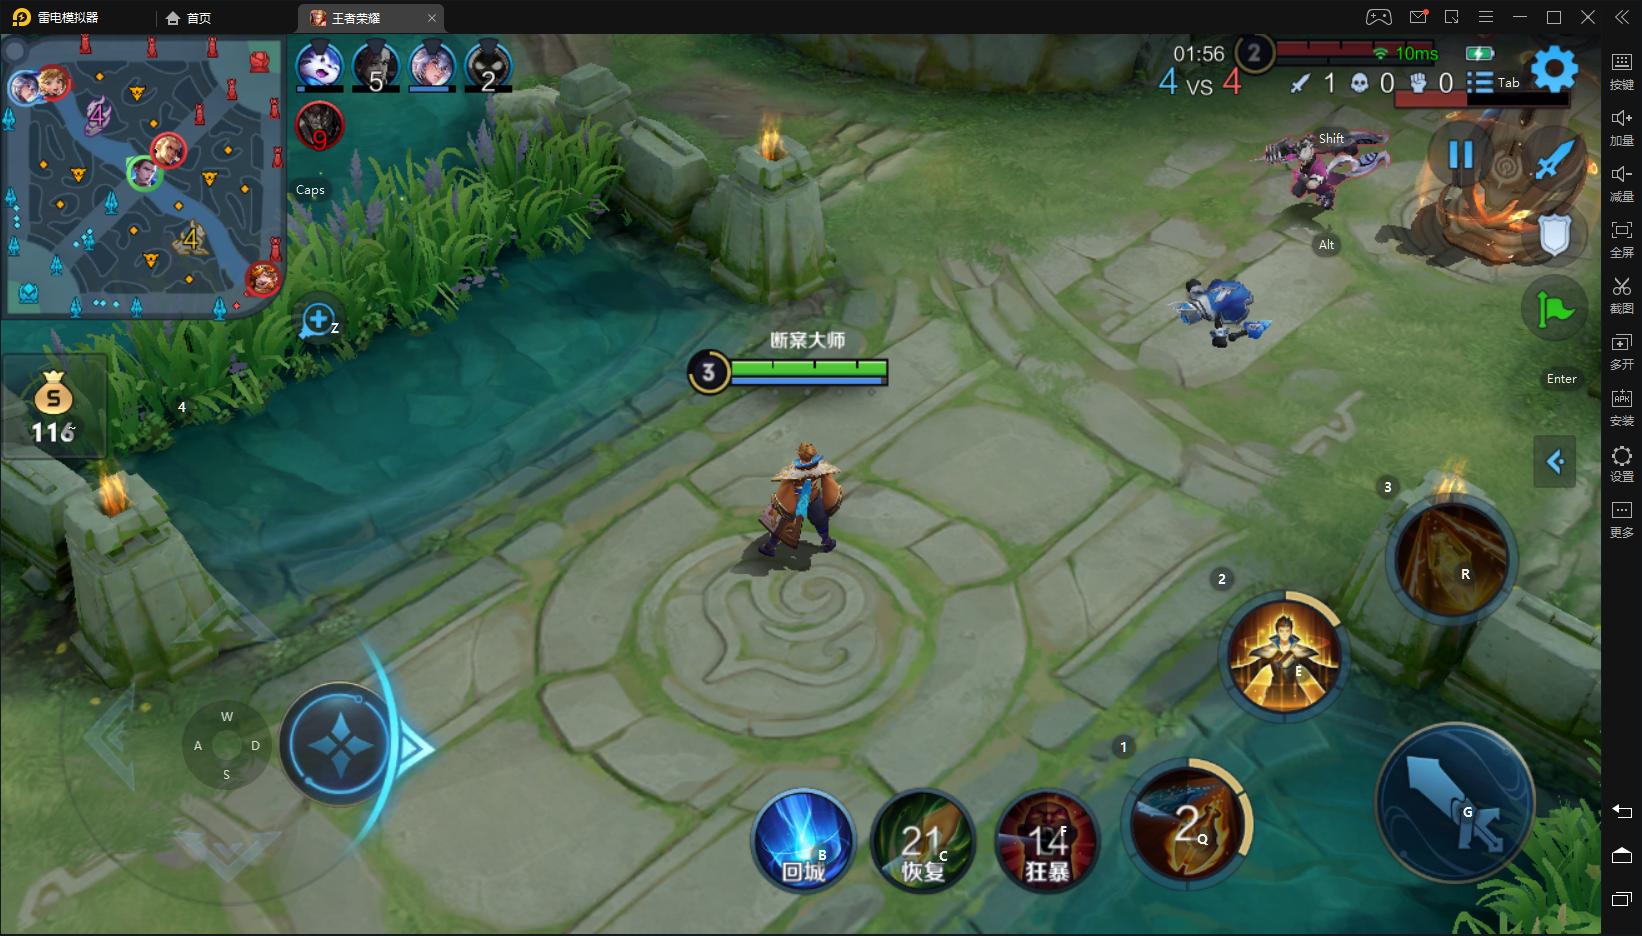 雷电模拟器
首页
王者荣耀
4
4
5
2
9
Caps
Z
116
4
01:56
2
10ms
4 VS 4
1 0 0
Tab
Shift
Alt
Enter
断案大师
3
按键
加量
减量
全屏
截图
多开
APK
安装
设置
更多
3
R
2
E
1
2
Q
G
W
A
D
S
B
回城
21
C
恢复
14
F
狂暴